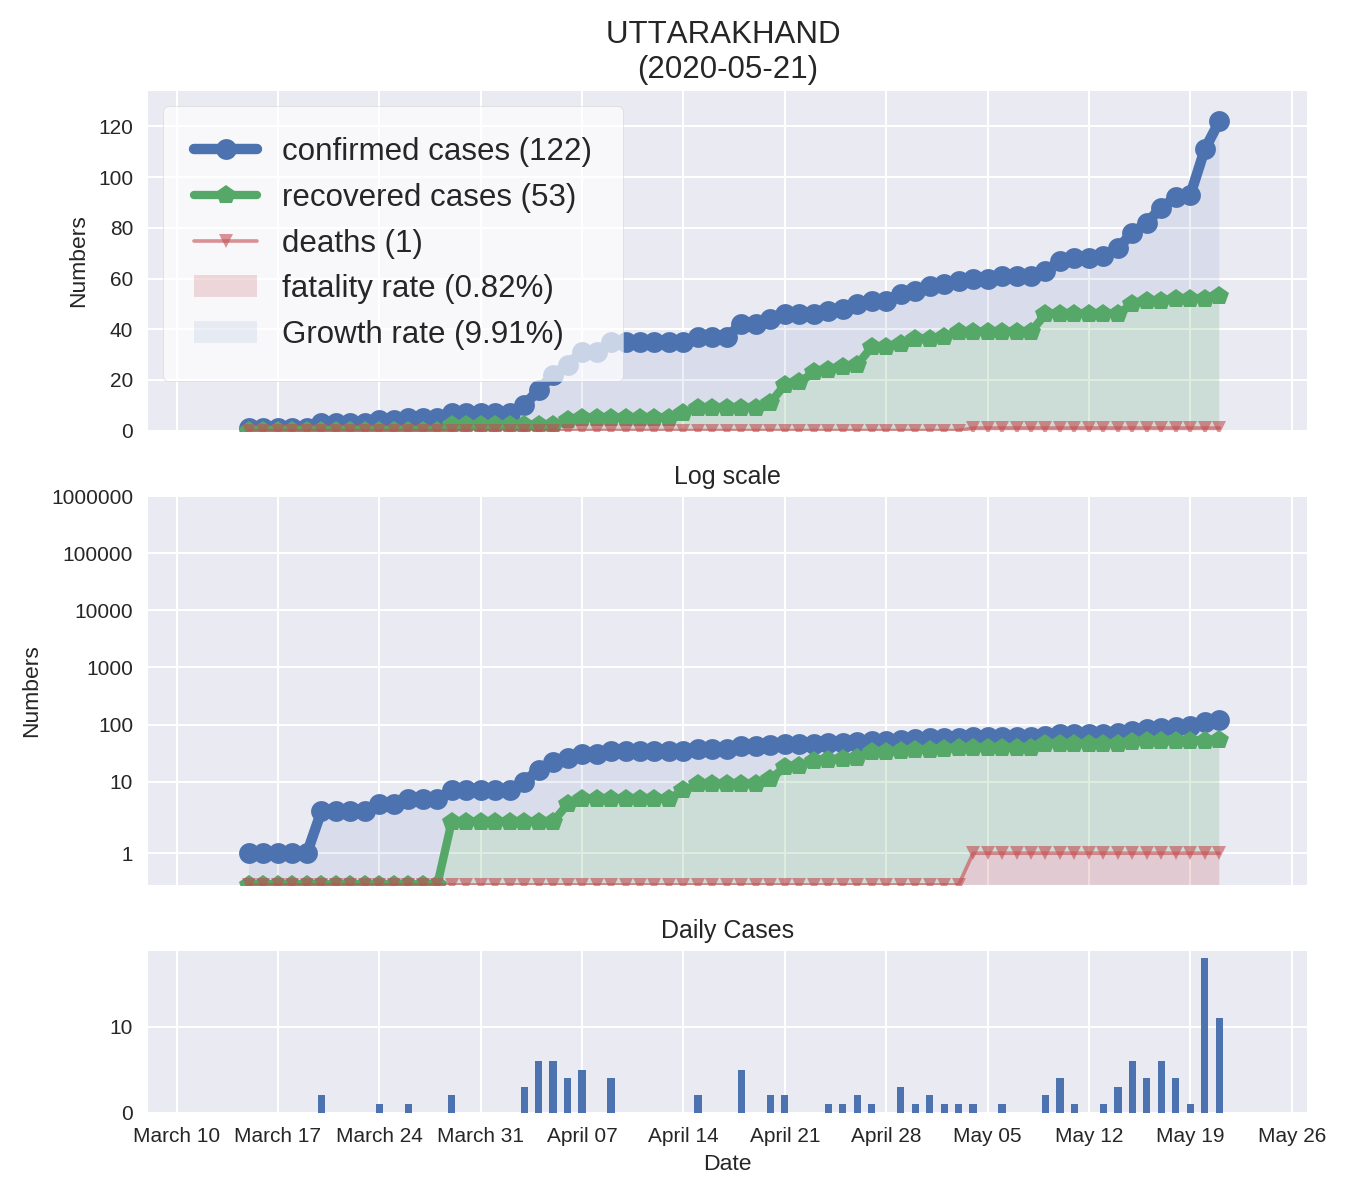 UTTARAKHAND
(2020-05-21)
confirmed cases (122)
recovered cases (53)
deaths (1)
fatality rate (0.82%)
Growth rate (9.91%)
Numbers
120
100
80
60
40
20
0
Log scale
Numbers
1000000
100000
10000
1000
100
10
1
Daily Cases
10
0
March 10 March 17 March 24 March 31 April 07 April 14 April 21 April 28 May 05 May 12 May 19 May 26
Date